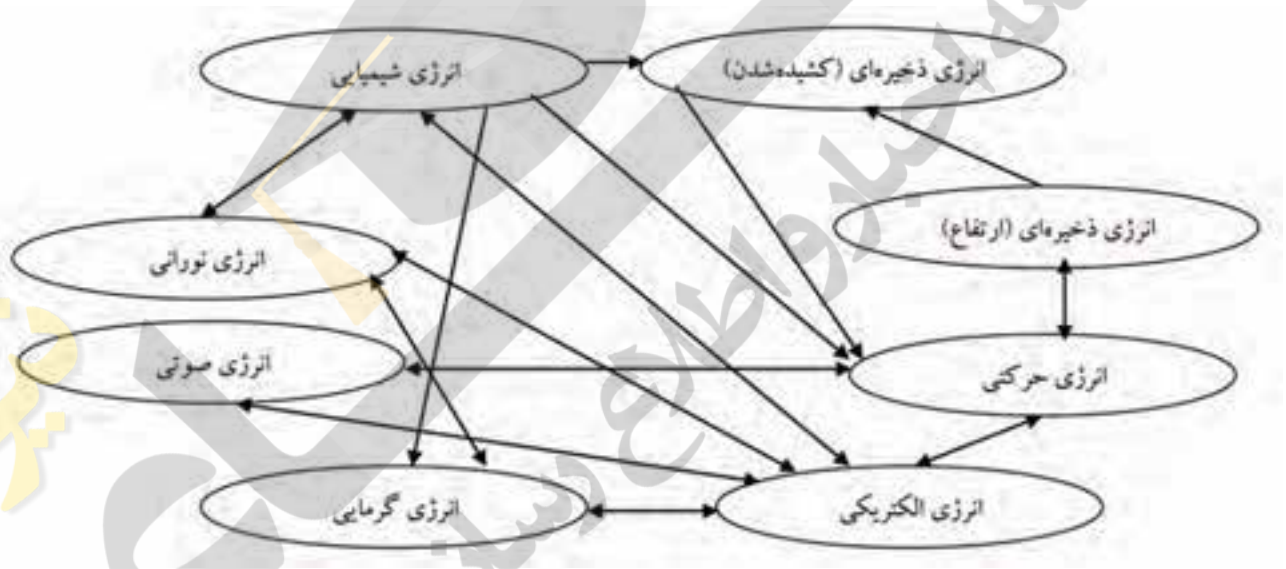 انرژی ذخیره‌ای (کشیده‌شدن)
انرژی شیمیایی
انرژی ذخیره‌ای (ارتفاع)
انرژی نورانی
انرژی صوتی
انرژی حرکتی
انرژی الکتریکی
انرژی گرمایی